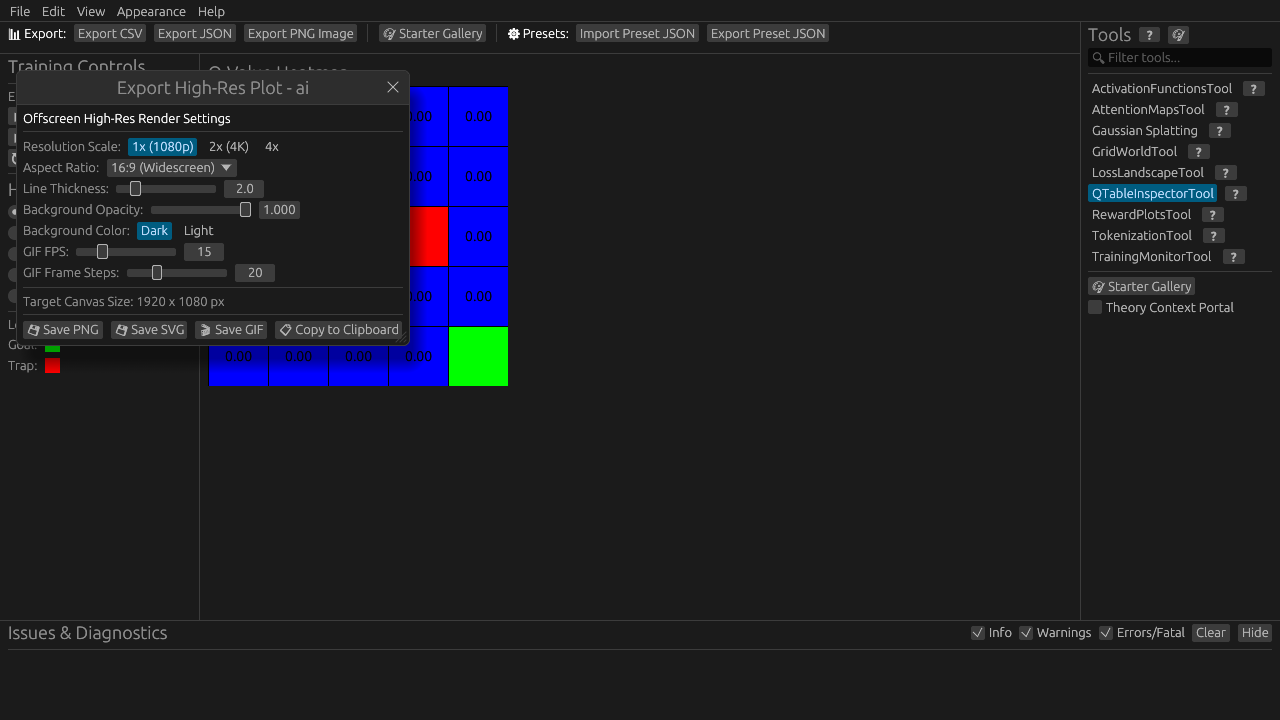 File Edit View Appearance Help
Export: Export CSV Export JSON Export PNG Image Starter Gallery Presets: Import Preset JSON Export Preset JSON
Tools ?
Filter tools...
ActivationFunctionsTool ?
AttentionMapsTool ?
Gaussian Splatting ?
GridWorldTool ?
LossLandscapeTool ?
QTableInspectorTool ?
RewardPlotsTool ?
TokenizationTool ?
TrainingMonitorTool ?
Starter Gallery
Theory Context Portal
Training Controls
Export High-Res Plot - ai
Offscreen High-Res Render Settings
Resolution Scale: 1x (1080p) 2x (4K) 4x
Aspect Ratio: 16:9 (Widescreen)
Line Thickness: 2.0
Background Opacity: 1.000
Background Color: Dark Light
GIF FPS: 15
GIF Frame Steps: 20
Target Canvas Size: 1920 x 1080 px
Save PNG Save SVG Save GIF Copy to Clipboard
Goal:
Trap:
0.00
0.00
0.00
0.00
0.00 0.00 0.00 0.00
Issues & Diagnostics Info Warnings Errors/Fatal Clear Hide